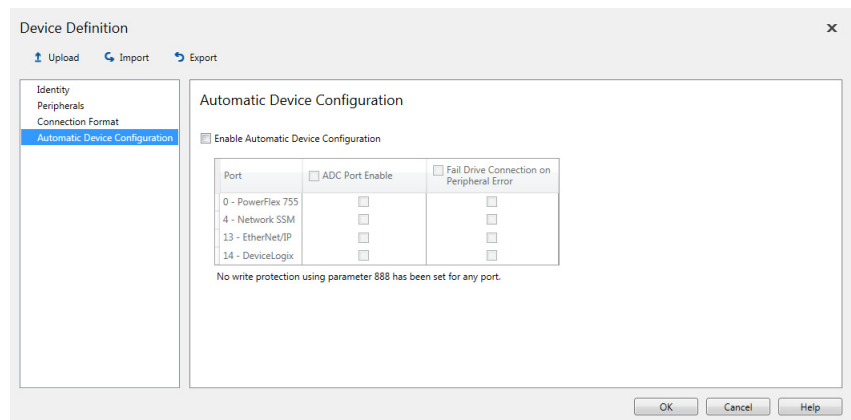 Device Definition
x
Upload Import Export
Identity
Peripherals
Connection Format
Automatic Device Configuration
Automatic Device Configuration
Enable Automatic Device Configuration
Port
ADC Port Enable
Fail Drive Connection on
Peripheral Error
0 - PowerFlex 755
4 - Network SSM
13 - EtherNet/IP
14 - DeviceLogix
No write protection using parameter 888 has been set for any port.
OK Cancel Help